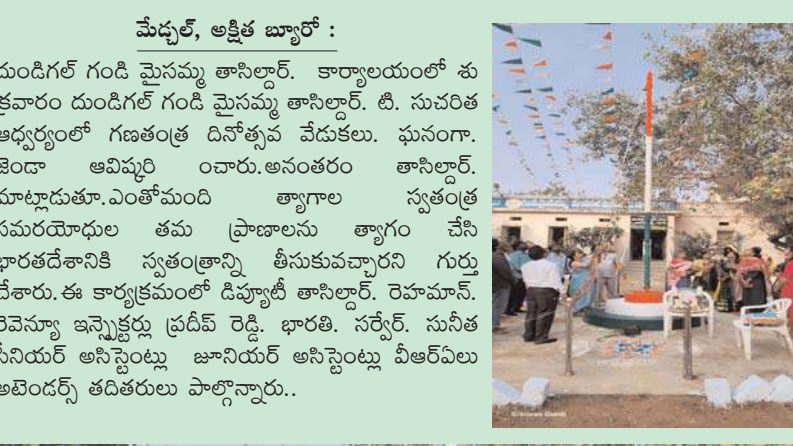 మేడ్చల్, అక్షిత బ్యూరో :
దుండిగల్ గండి మైసమ్మ తాసిల్దార్. కార్యాలయంలో శు
క్రవారం దుండిగల్ గండి మైసమ్మ తాసిల్దార్. టి. సుచరిత
ఆధ్వర్యంలో గణతంత్ర దినోత్సవ వేడుకలు. ఘనంగా.
జెండా ఆవిష్కరి ంచారు.అనంతరం తాసిల్దార్.
మాట్లాడుతూ.ఎంతోమంది త్యాగాల స్వతంత్ర
సమరయోధుల తమ ప్రాణాలను త్యాగం చేసి
భారతదేశానికి స్వతంత్రాన్ని తీసుకువచ్చారని గుర్తు
చేశారు.ఈ కార్యక్రమంలో డిప్యూటీ తాసిల్దార్. రెహమాన్.
రెవెన్యూ ఇన్స్పెక్టర్లు ప్రదీప్ రెడ్డి. భారతి. సర్వేర్. సునీత
సీనియర్ అసిస్టెంట్లు జూనియర్ అసిస్టెంట్లు వీఆర్ఏలు
అటెండర్స్ తదితరులు పాల్గొన్నారు..